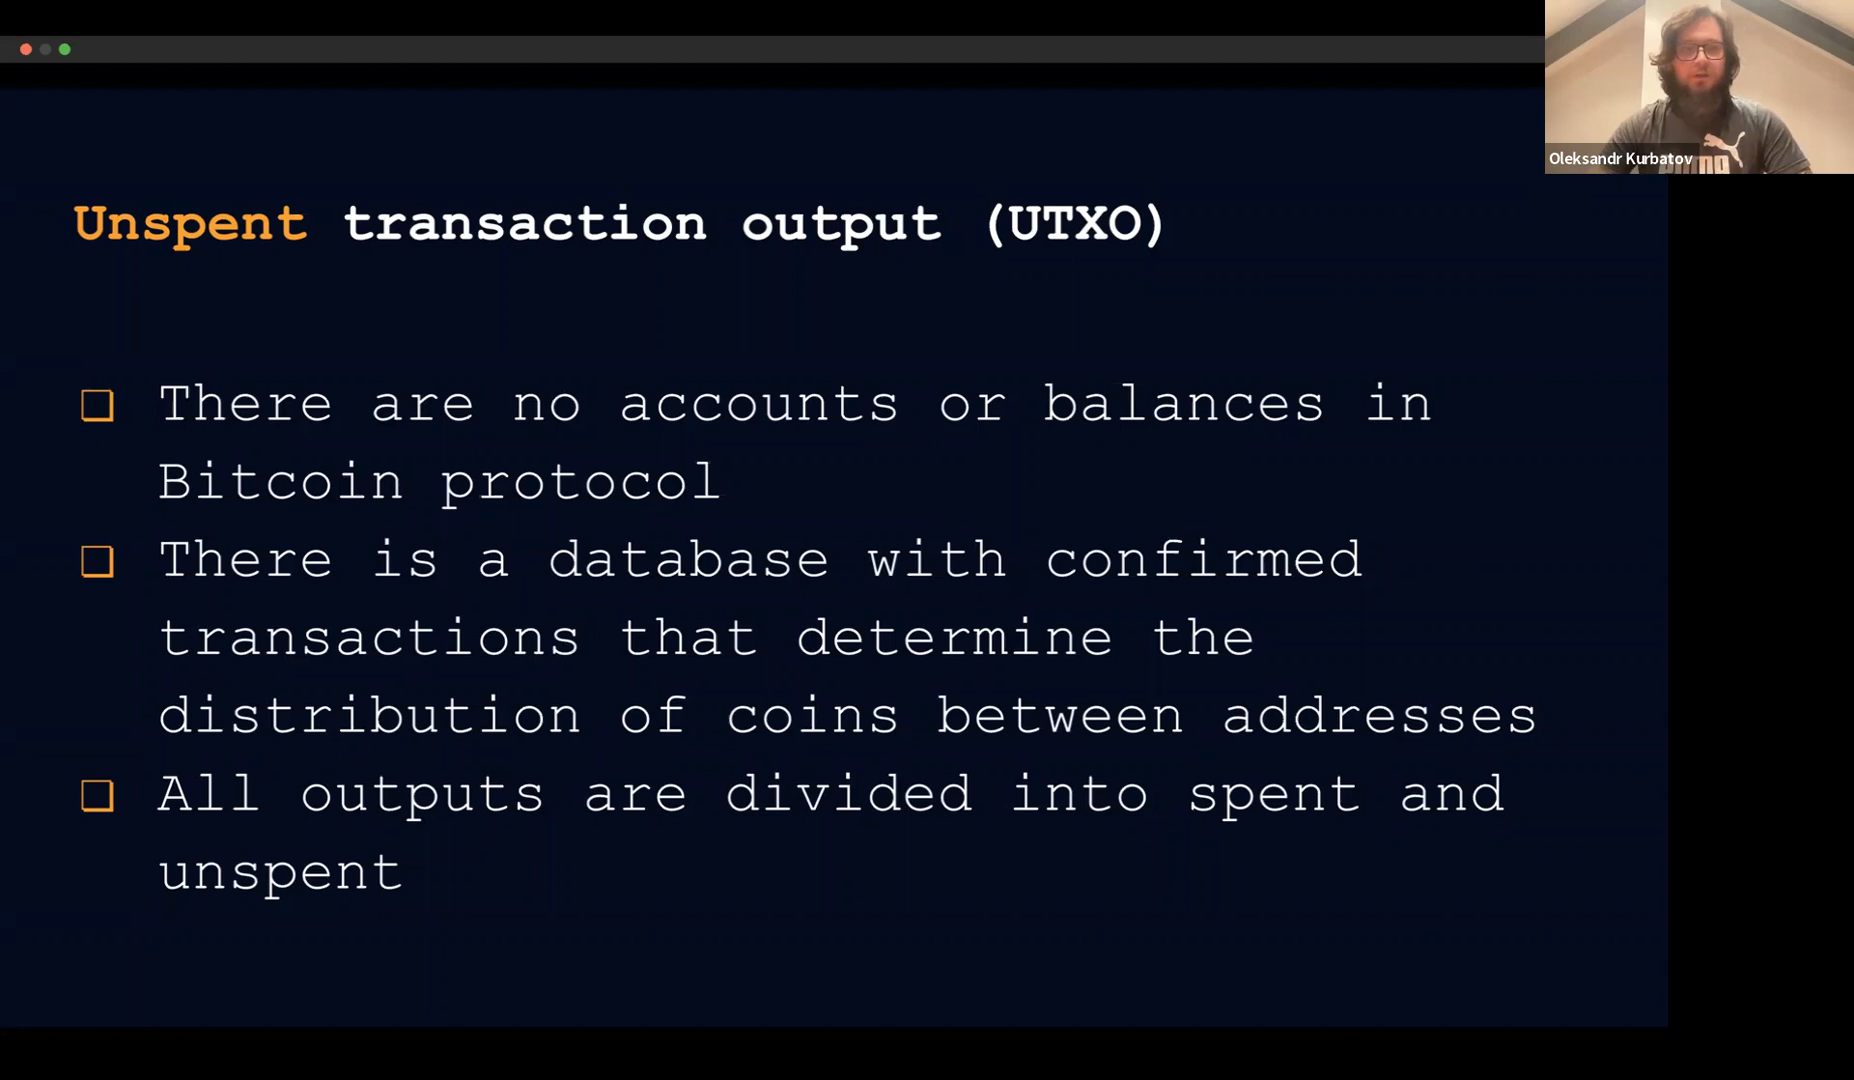 Oleksandr Kurbatov
Unspent transaction output (UTXO)
There are no accounts or balances in
Bitcoin protocol
There is a database with confirmed
transactions that determine the
distribution of coins between addresses
All outputs are divided into spent and
unspent